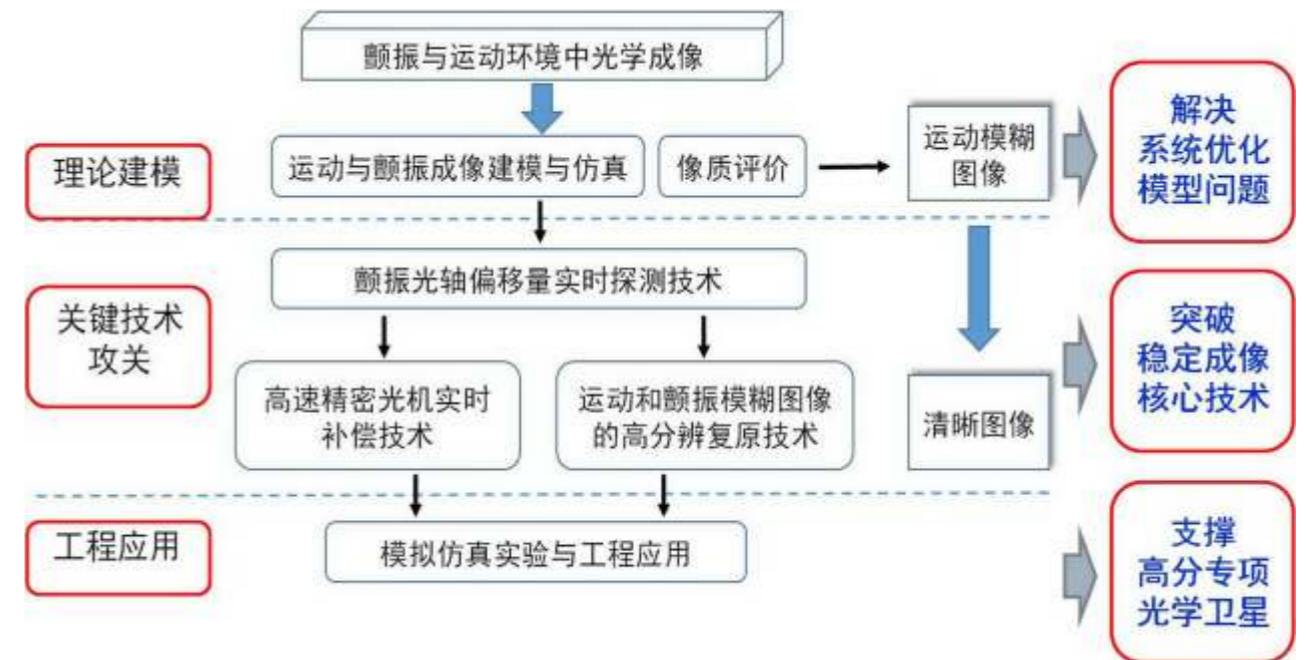 颤振与运动环境中光学成像
理论建模
运动与颤振成像建模与仿真
像质评价
运动模糊
图像
解决
系统优化
模型问题
颤振光轴偏移量实时探测技术
关键技术
攻关
高速精密光机实时
补偿技术
运动和颤振模糊图像
的高分辨复原技术
清晰图像
突破
稳定成像
核心技术
工程应用
模拟仿真实验与工程应用
支撑
高分专项
光学卫星